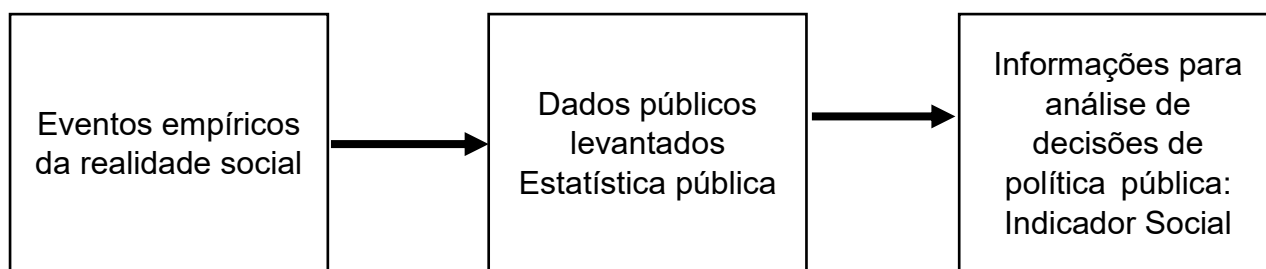 Eventos empíricos
da realidade social
Dados públicos
levantados
Estatística pública
Informações para
análise de
decisões de
política pública:
Indicador Social